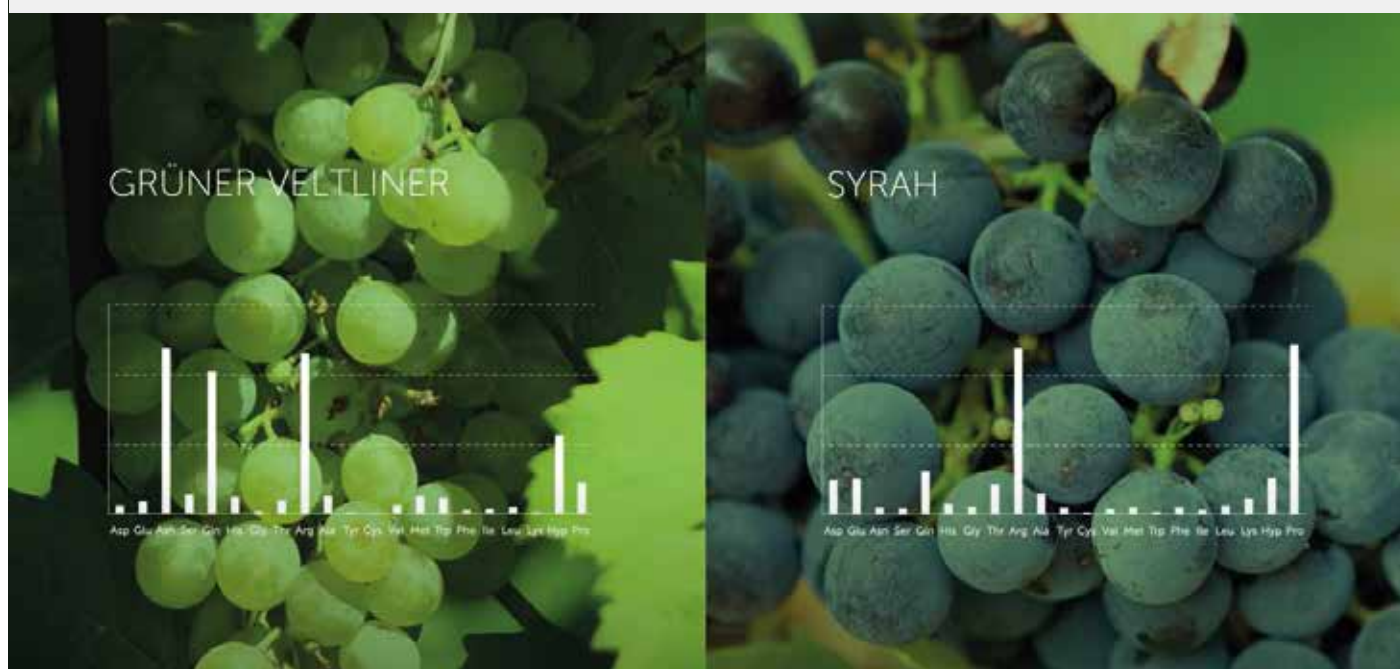 GRÜNER VELTLINER
Asp Glu Asn Ser Gln His Gly Thr Arg Ala Tyr Cys Val Met Trp Phe Ile Leu Lys Hyp Pro
SYRAH
Asp Glu Asn Ser Gln His Gly Thr Arg Ala Tyr Cys Val Met Trp Phe Ile Leu Lys Hyp Pro